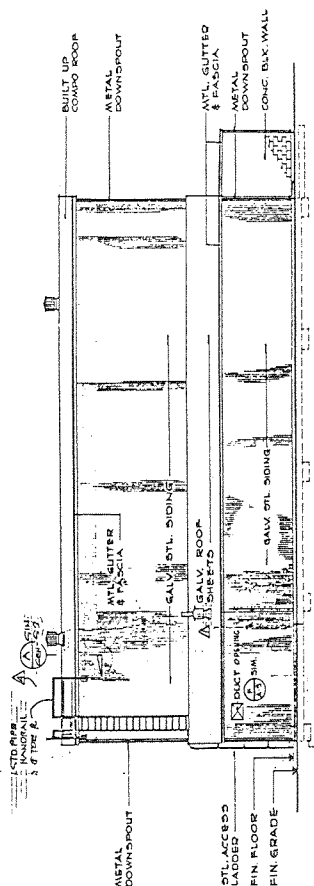 BUILT UP
COMPO ROOF
METAL
DOWNSPOUT
MTL. GUTTER
& FASCIA
METAL
DOWNSPOUT
CONC. BLK. WALL
STD. PIPE
HANDRAIL
SIM.
MTL. GUTTER
& FASCIA
GALV. STL. SIDING
GALV. ROOF
SHEETS
DUCT OPENING
SIM.
GALV. STL. SIDING
METAL
DOWNSPOUT
STL. ACCESS
LADDER
FIN. FLOOR
FIN. GRADE